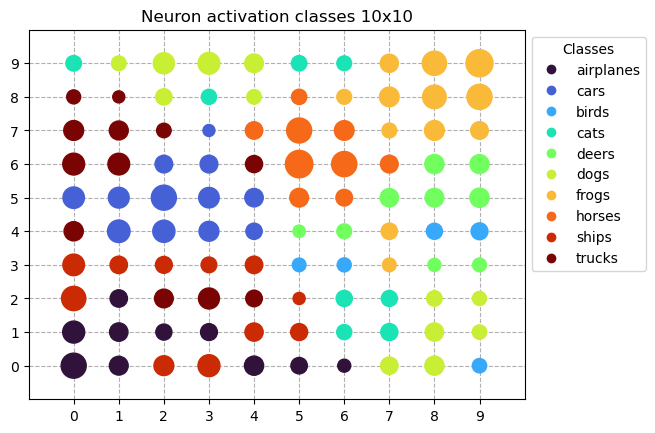 Neuron activation classes 10x10
Classes
airplanes
cars
birds
cats
deers
dogs
frogs
horses
ships
trucks
9
8
7
6
5
4
3
2
1
0
0 1 2 3 4 5 6 7 8 9